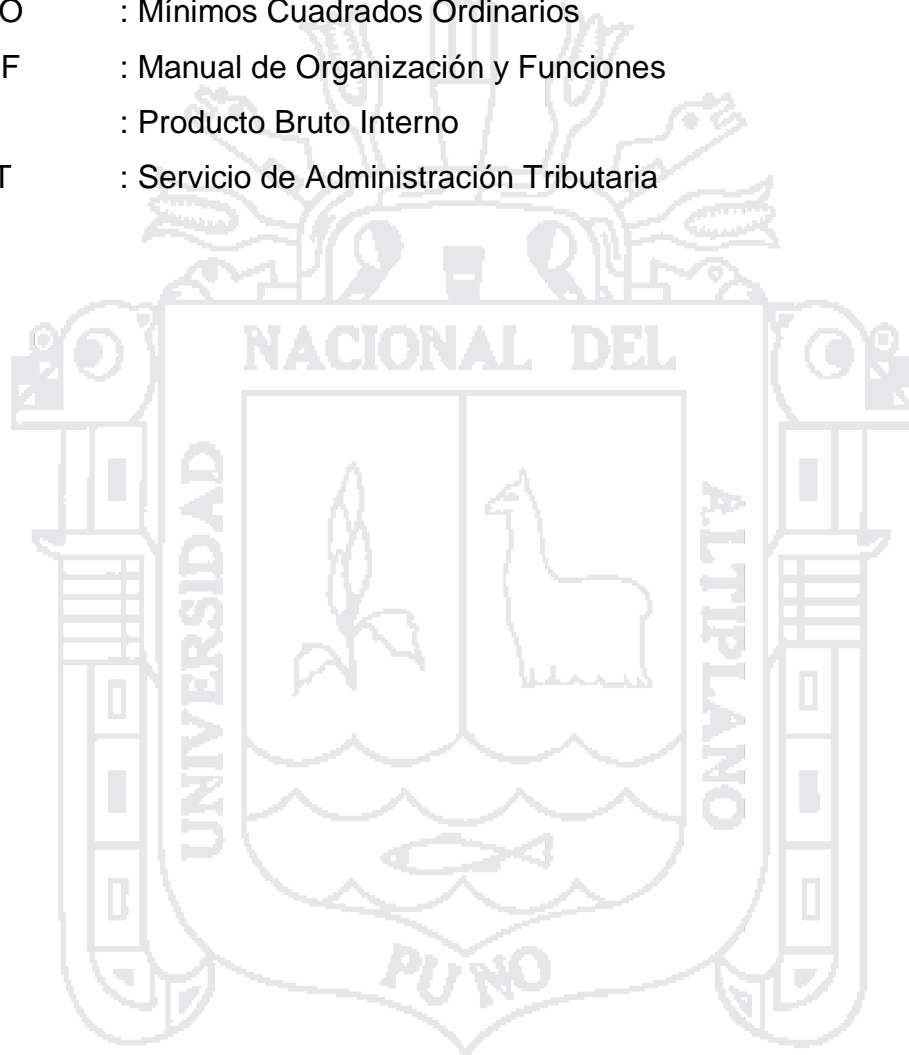 O : Mínimos Cuadrados Ordinarios
F : Manual de Organización y Funciones
: Producto Bruto Interno
T : Servicio de Administración Tributaria
NACIONAL DEL
UNIVERSIDAD
ALTIPLANO
PUNO